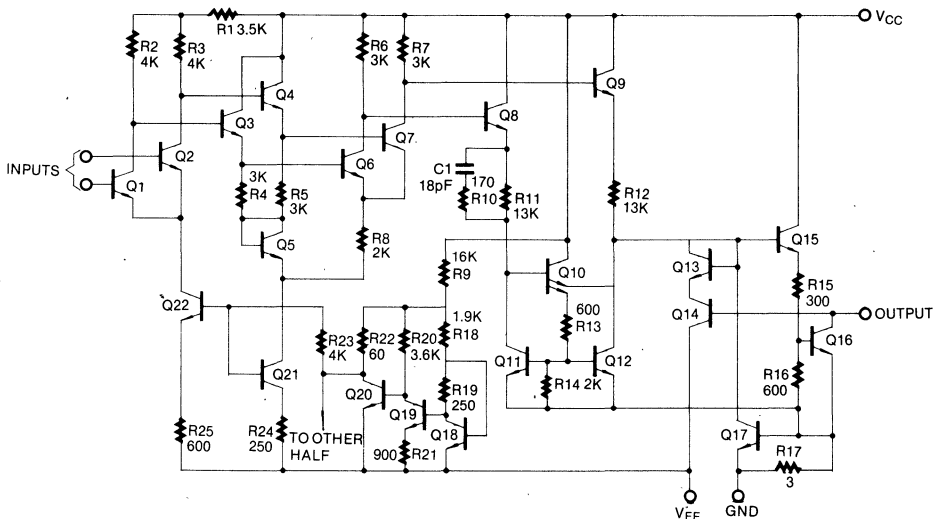 VCC
R1 3.5K
R2
4K
R3
4K
R6
3K
R7
3K
Q4
Q3
Q9
Q8
Q2
Q7
INPUTS
Q1
3K
R4
R5
3K
Q6
C1
18pF
170
R10
R11
13K
R12
13K
Q5
R8
2K
Q15
16K
R9
Q10
Q13
R15
300
Q22
600
R13
Q14
OUTPUT
1.9K
R18
R23
4K
R22
60
R20
3.6K
Q16
Q11
Q12
R14 2K
R16
600
Q21
Q20
R19
250
Q19
Q18
Q17
R25
600
R24
250
TO OTHER
HALF
900
R21
R17
3
VEE
GND